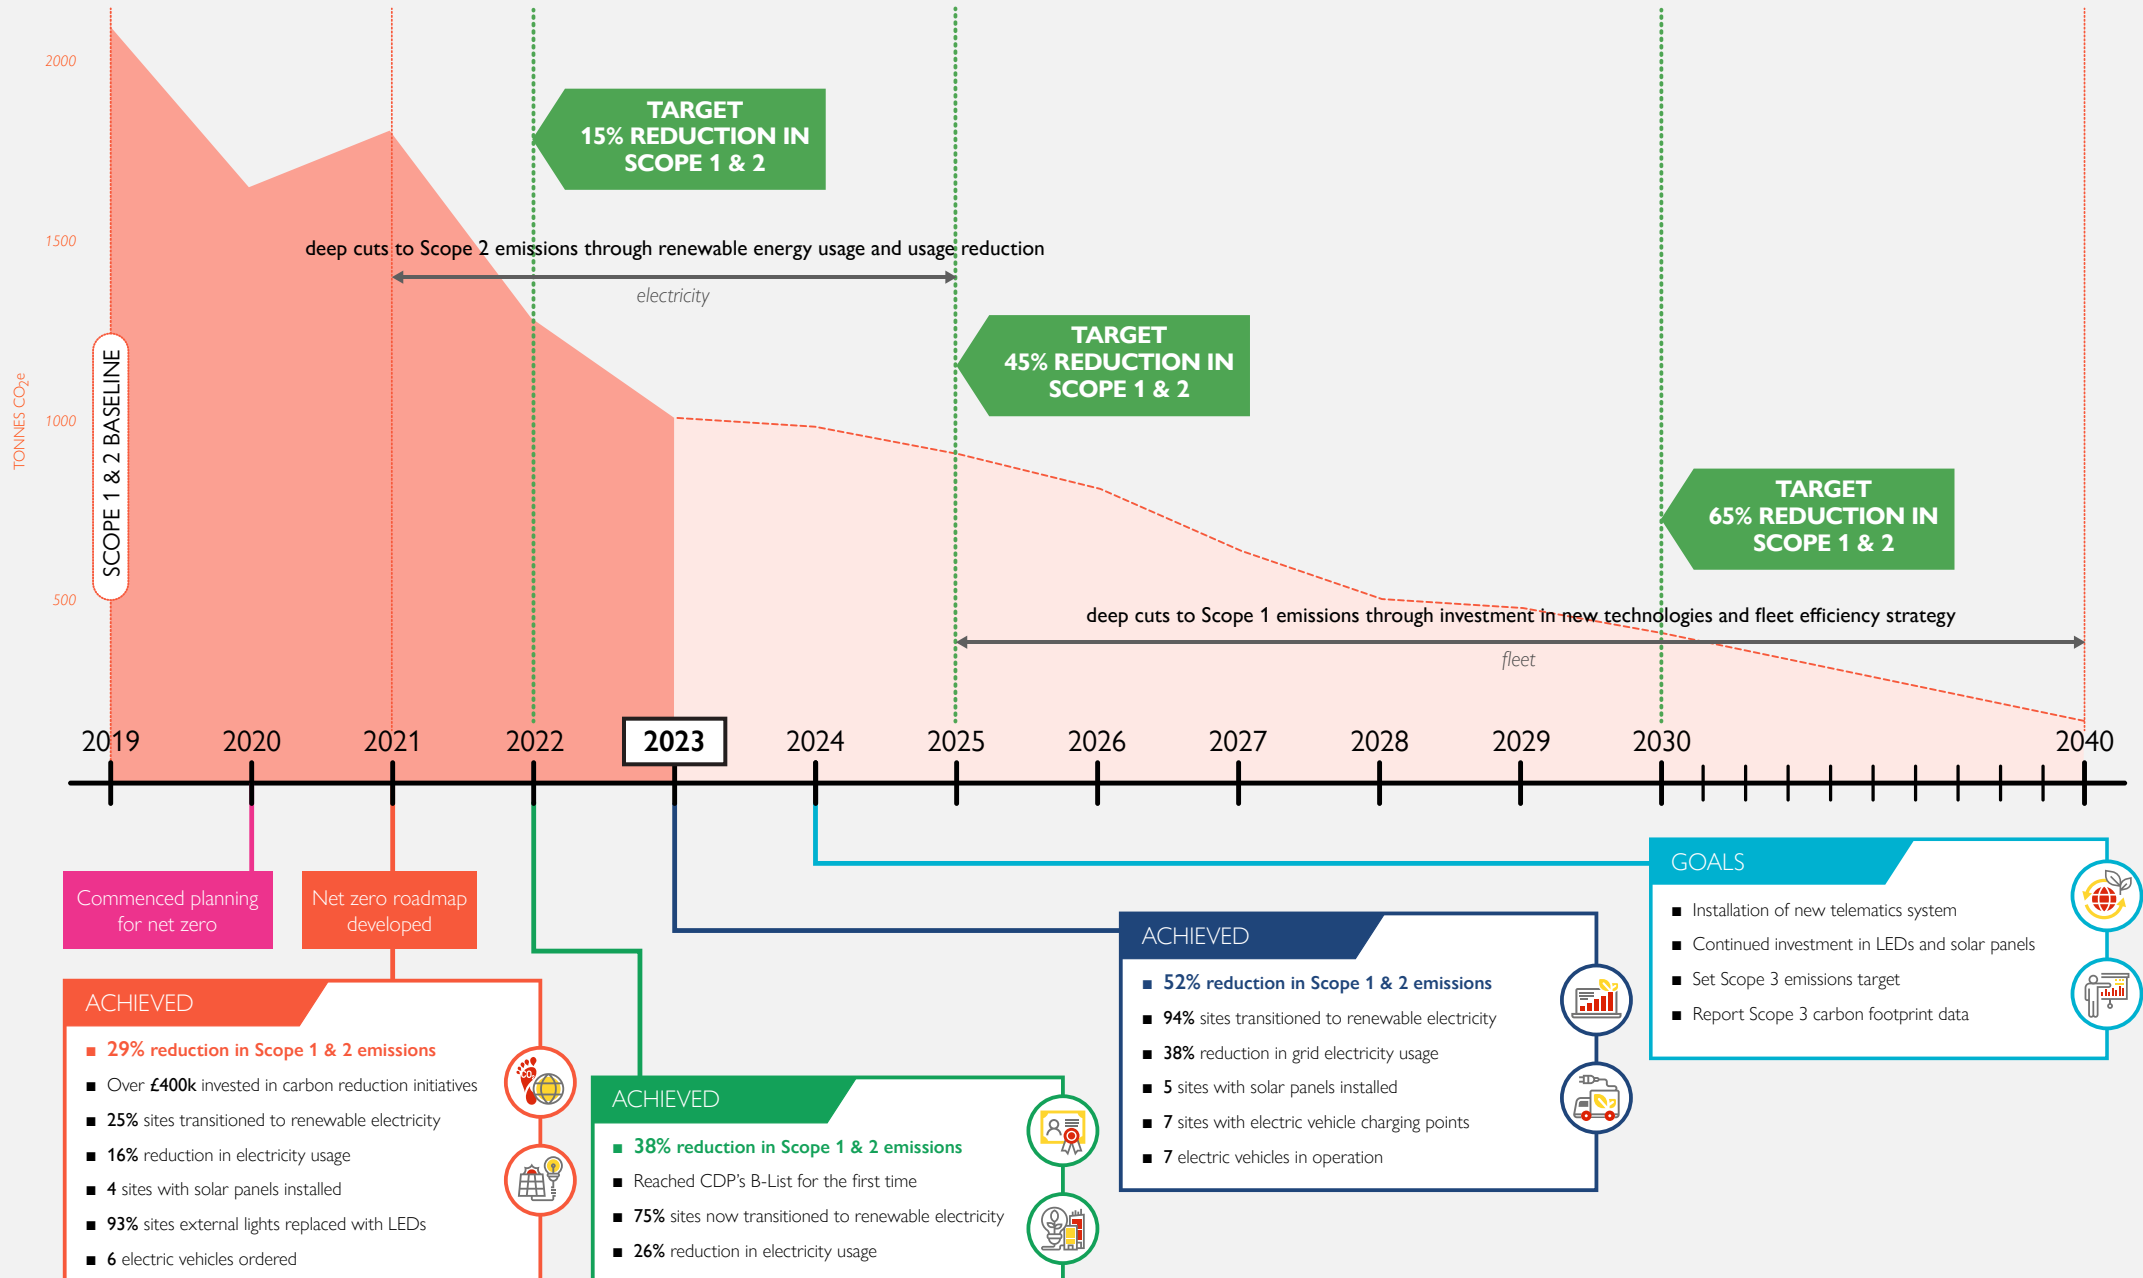 2000
TARGET
15% REDUCTION IN
SCOPE 1 & 2
1500
deep cuts to Scope 2 emissions through renewable energy usage and usage reduction
electricity
TARGET
45% REDUCTION IN
SCOPE 1 & 2
SCOPE 1 & 2 BASELINE
TONNES CO2e
1000
TARGET
65% REDUCTION IN
SCOPE 1 & 2
500
deep cuts to Scope 1 emissions through investment in new technologies and fleet efficiency strategy
fleet
2019 2020 2021 2022 2023 2024 2025 2026 2027 2028 2029 2030 2040
Commenced planning
for net zero
Net zero roadmap
developed
ACHIEVED
■ 29% reduction in Scope 1 & 2 emissions
■ Over £400k invested in carbon reduction initiatives
■ 25% sites transitioned to renewable electricity
■ 16% reduction in electricity usage
■ 4 sites with solar panels installed
■ 93% sites external lights replaced with LEDs
■ 6 electric vehicles ordered
CO2
ACHIEVED
■ 38% reduction in Scope 1 & 2 emissions
■ Reached CDP's B-List for the first time
■ 75% sites now transitioned to renewable electricity
■ 26% reduction in electricity usage
ACHIEVED
■ 52% reduction in Scope 1 & 2 emissions
■ 94% sites transitioned to renewable electricity
■ 38% reduction in grid electricity usage
■ 5 sites with solar panels installed
■ 7 sites with electric vehicle charging points
■ 7 electric vehicles in operation
GOALS
■ Installation of new telematics system
■ Continued investment in LEDs and solar panels
■ Set Scope 3 emissions target
■ Report Scope 3 carbon footprint data